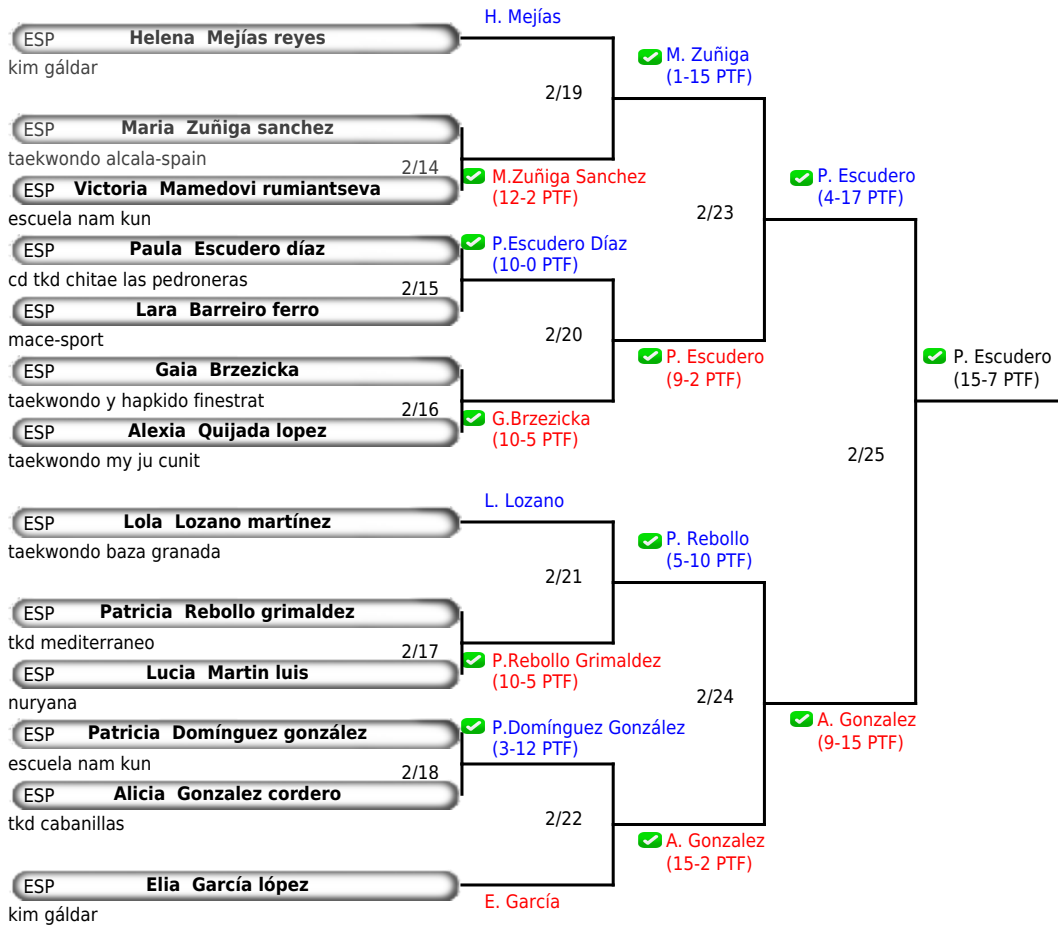 H. Mejías
ESP Helena Mejías reyes
kim gáldar
M. Zuñiga
(1-15 PTF)
2/19
ESP Maria Zuñiga sanchez
taekwondo alcala-spain
2/14
M.Zuñiga Sanchez
(12-2 PTF)
P. Escudero
(4-17 PTF)
ESP Victoria Mamedovi rumiantseva
escuela nam kun
2/23
ESP Paula Escudero díaz
P.Escudero Díaz
(10-0 PTF)
cd tkd chitae las pedroneras
2/15
ESP Lara Barreiro ferro
mace-sport
2/20
P. Escudero
(9-2 PTF)
P. Escudero
(15-7 PTF)
ESP Gaia Brzezicka
taekwondo y hapkido finestrat
2/16
G.Brzezicka
(10-5 PTF)
ESP Alexia Quijada lopez
taekwondo my ju cunit
2/25
L. Lozano
ESP Lola Lozano martínez
taekwondo baza granada
P. Rebollo
(5-10 PTF)
2/21
ESP Patricia Rebollo grimaldez
tkd mediterraneo
2/17
P.Rebollo Grimaldez
(10-5 PTF)
ESP Lucia Martin luis
nuryana
2/24
A. Gonzalez
(9-15 PTF)
ESP Patricia Domínguez gonzález
P.Domínguez González
(3-12 PTF)
escuela nam kun
2/18
ESP Alicia Gonzalez cordero
tkd cabanillas
2/22
A. Gonzalez
(15-2 PTF)
ESP Elia García lópez
E. García
kim gáldar